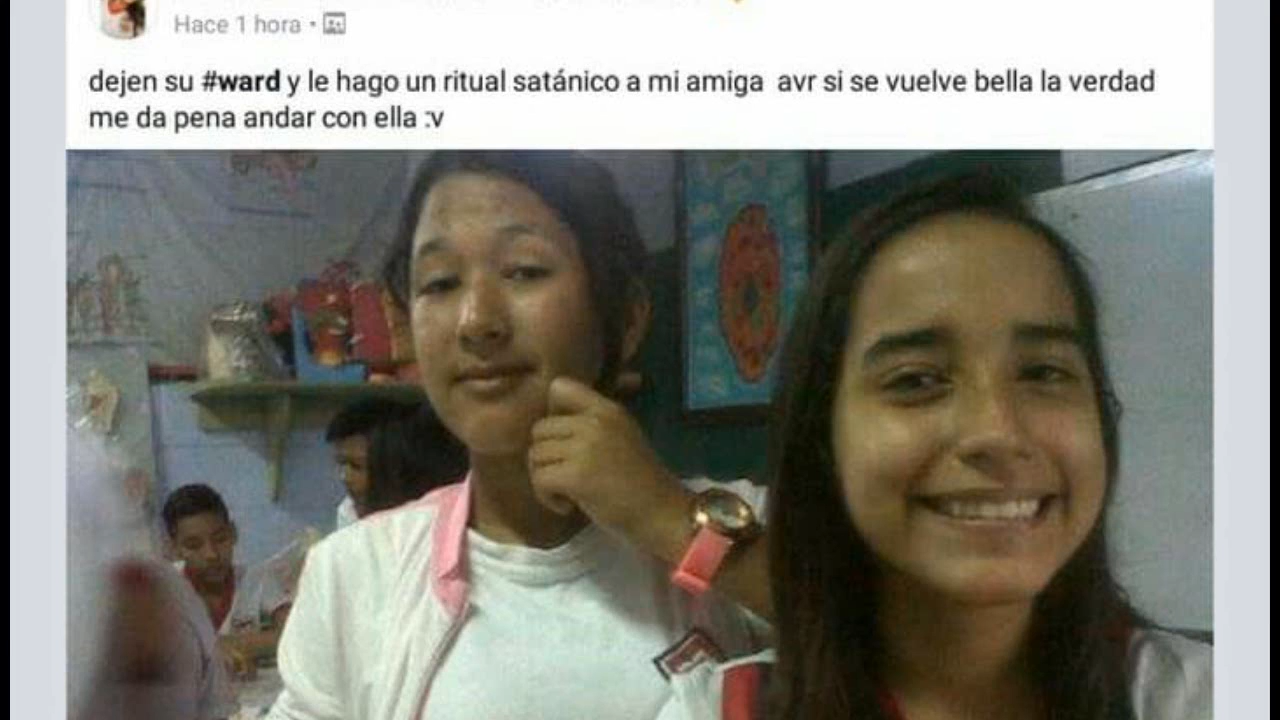 Hace 1 hora ·
dejen su #ward y le hago un ritual satánico a mi amiga avr si se vuelve bella la verdad
me da pena andar con ella :v